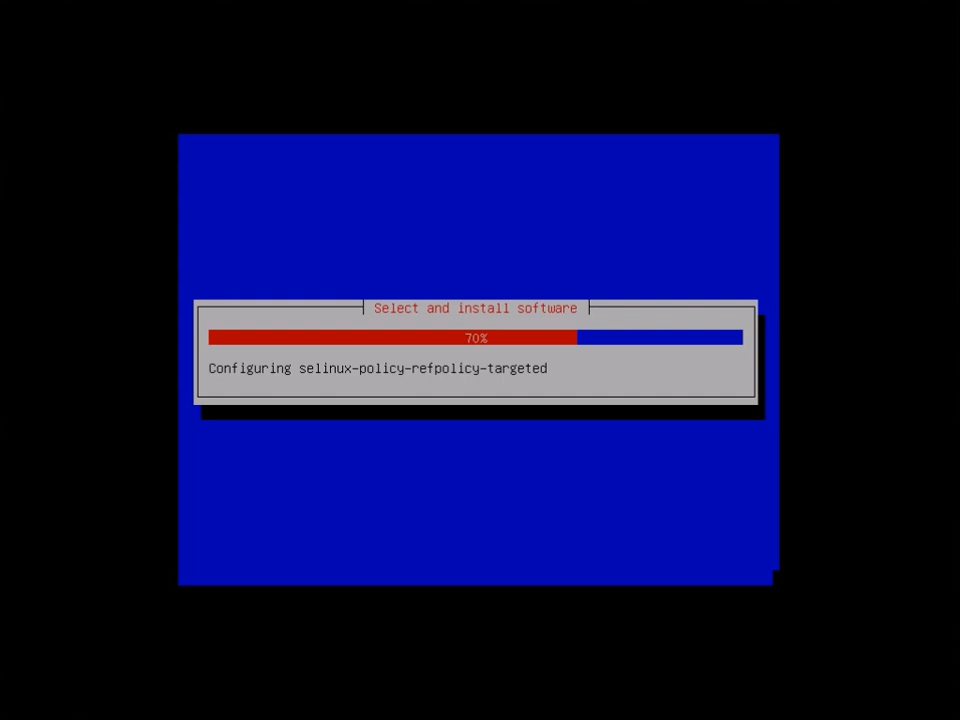 Select and install software
70%
Configuring selinux-policy-refpolicy-targeted